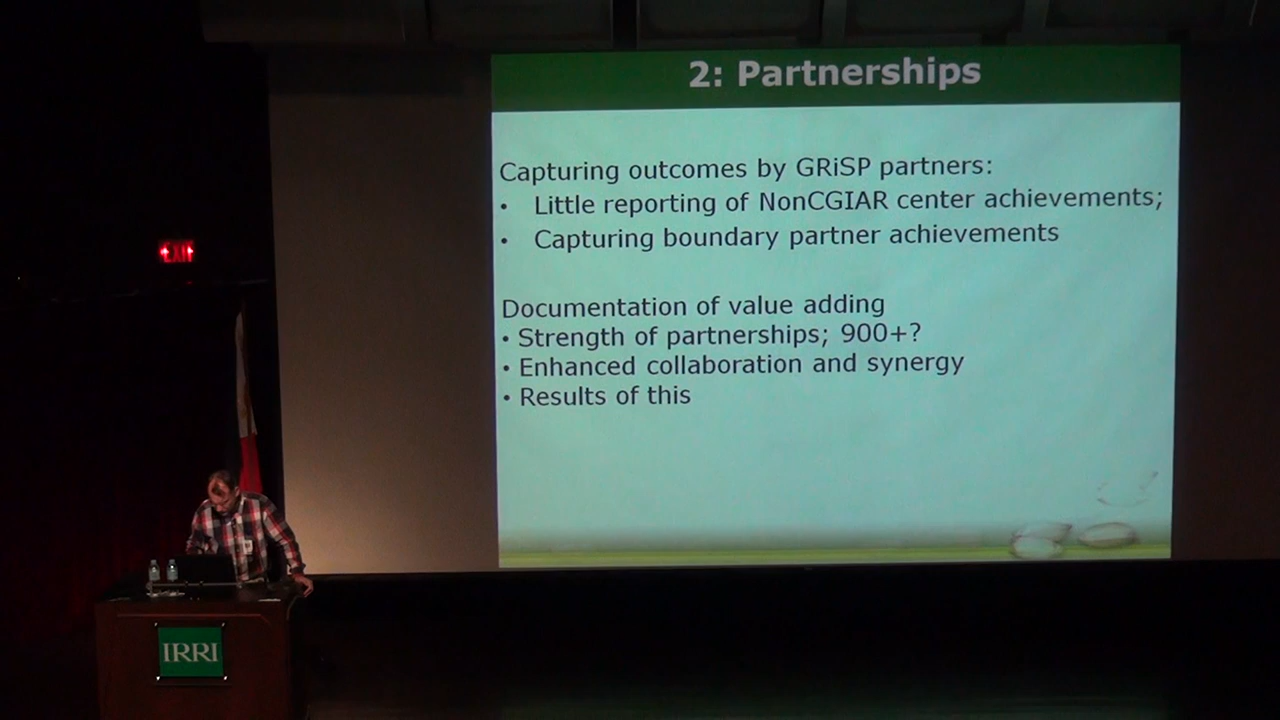 2: Partnerships
Capturing outcomes by GRiSP partners:
• Little reporting of NonCGIAR center achievements;
• Capturing boundary partner achievements
Documentation of value adding
• Strength of partnerships; 900+?
• Enhanced collaboration and synergy
• Results of this
EXIT
IRRI